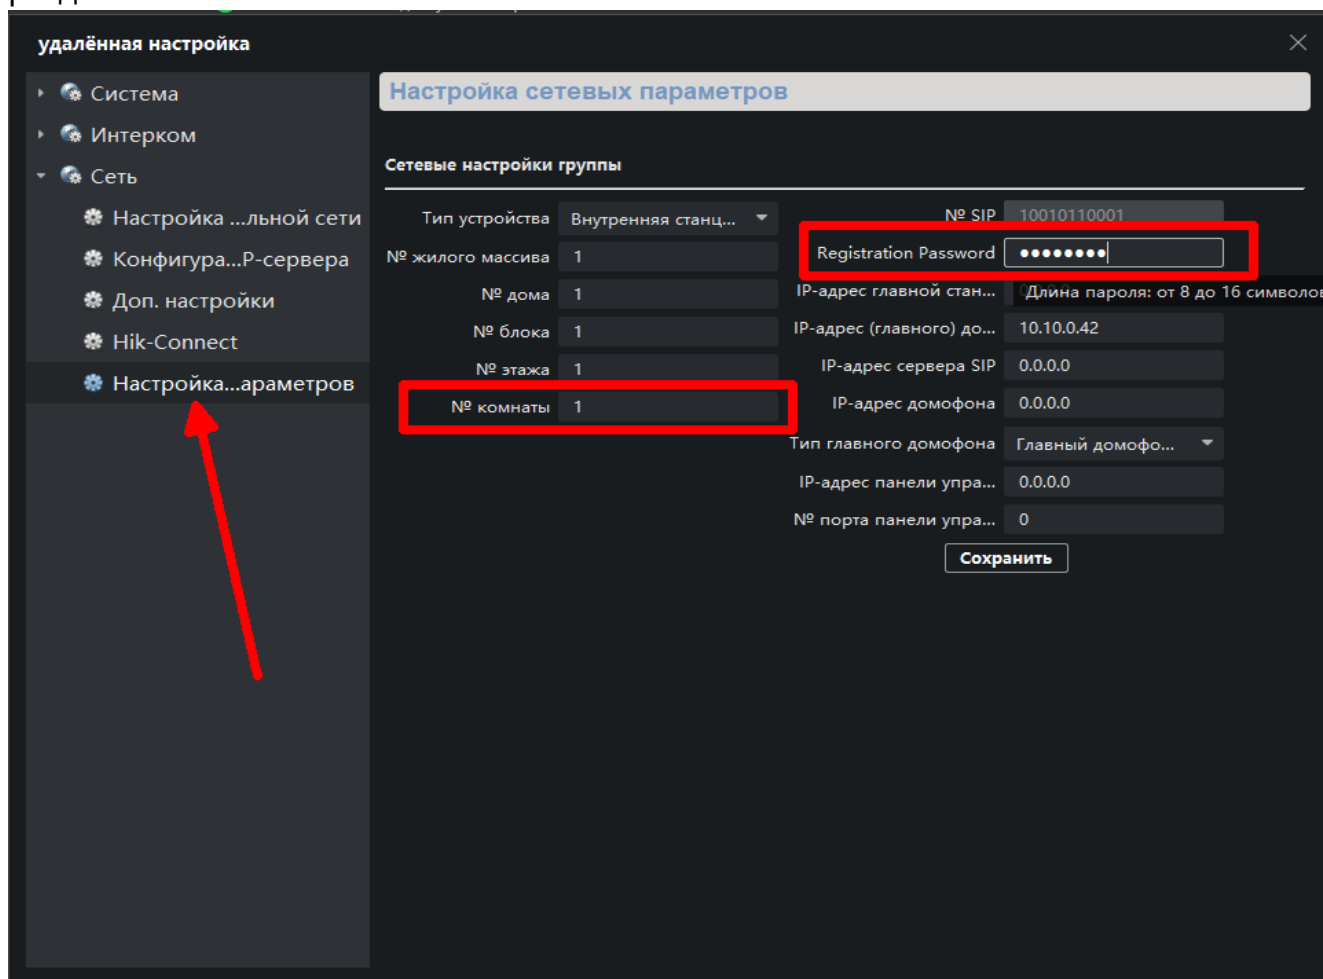 удалённая настройка
Система
Интерком
Сеть
Настройка ...льной сети
Конфигура...Р-сервера
Доп. настройки
Hik-Connect
Настройка...араметров
Настройка сетевых параметров
Сетевые настройки группы
Тип устройства Внутренняя станц...
№ жилого массива 1
№ дома 1
№ блока 1
№ этажа 1
№ комнаты 1
№ SIP 10010110001
Registration Password ●●●●●●●●
IP-адрес главной стан...
Длина пароля: от 8 до 16 символов
IP-адрес (главного) до... 10.10.0.42
IP-адрес сервера SIP 0.0.0.0
IP-адрес домофона 0.0.0.0
Тип главного домофона Главный домофо...
IP-адрес панели упра... 0.0.0.0
№ порта панели упра... 0
Сохранить